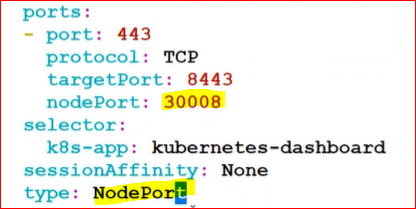 ports:
- port: 443
protocol: TCP
targetPort: 8443
nodePort: 30008
selector:
k8s-app: kubernetes-dashboard
sessionAffinity: None
type: NodePort